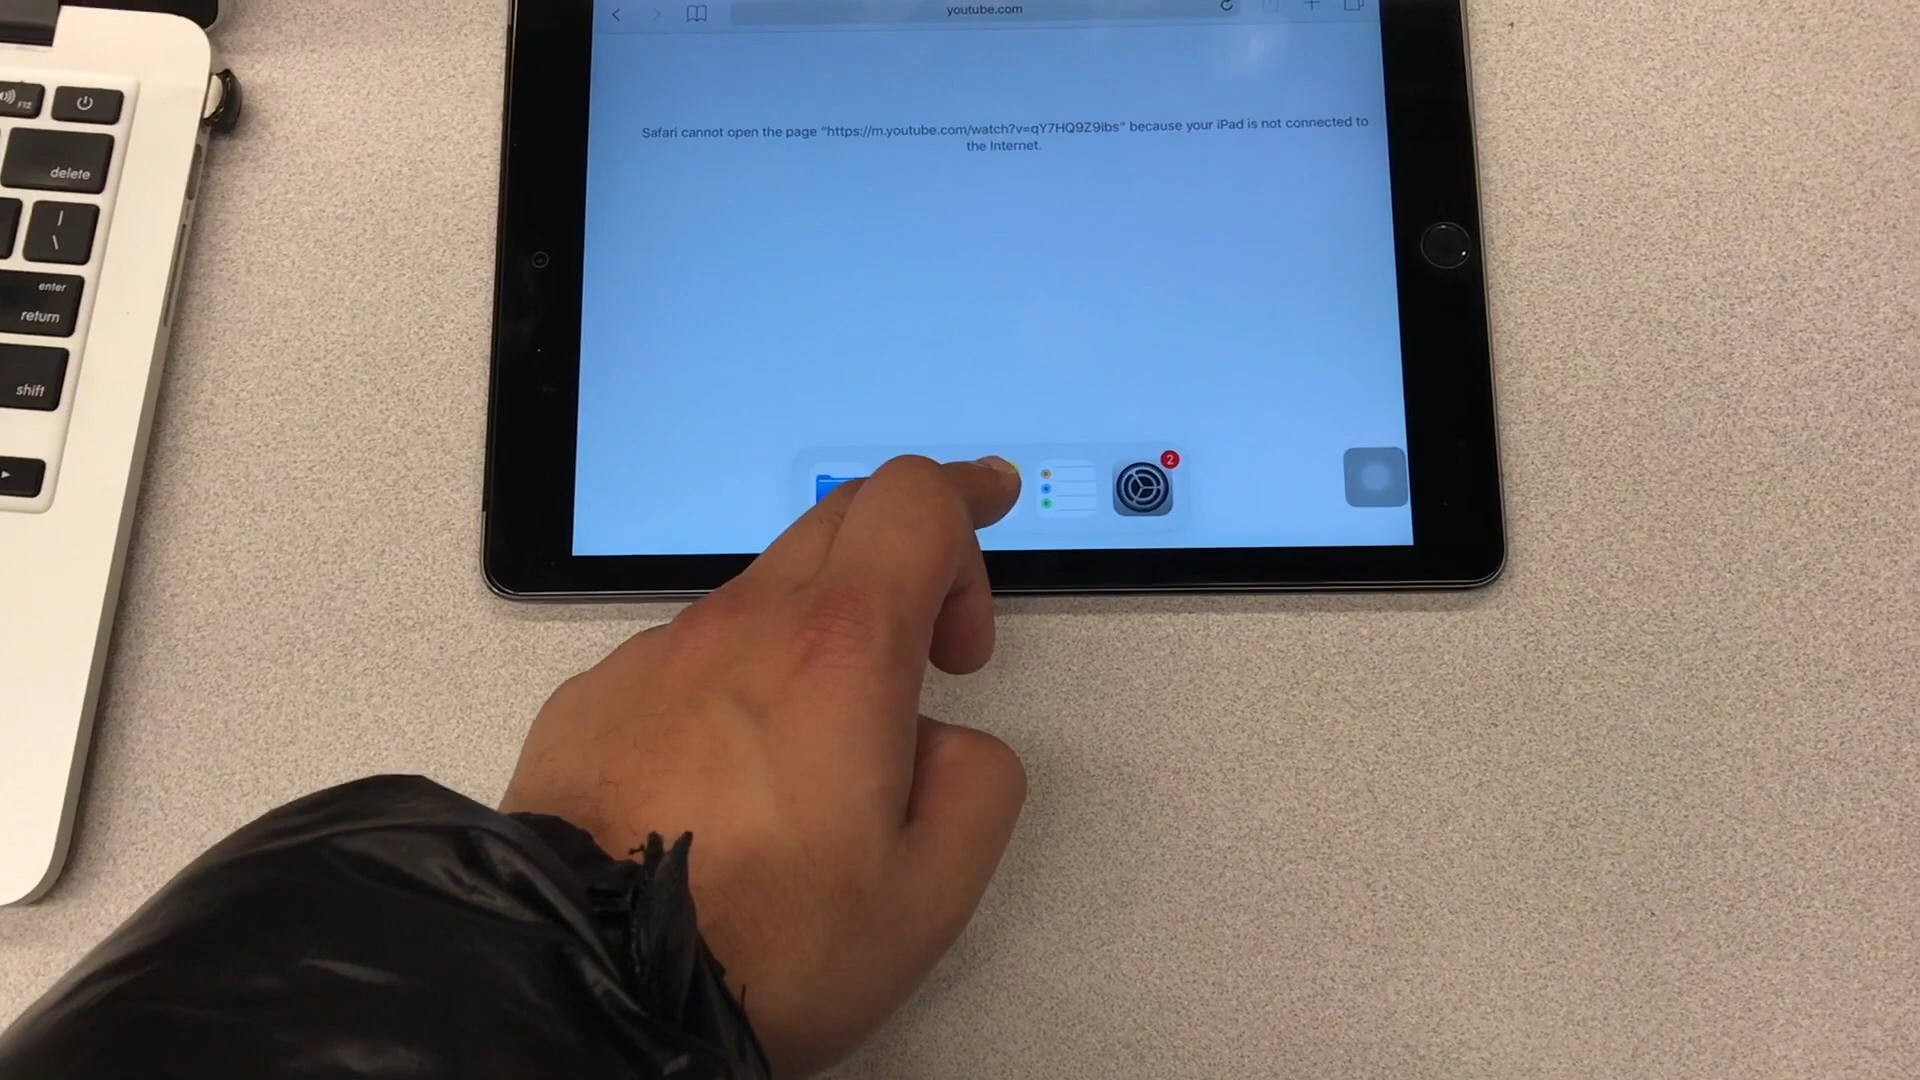 youtube.com
Safari cannot open the page “https://m.youtube.com/watch?v=qY7HQ9Z9ibs” because your iPad is not connected to
the Internet.
F12
delete
|
\
enter
return
shift
2